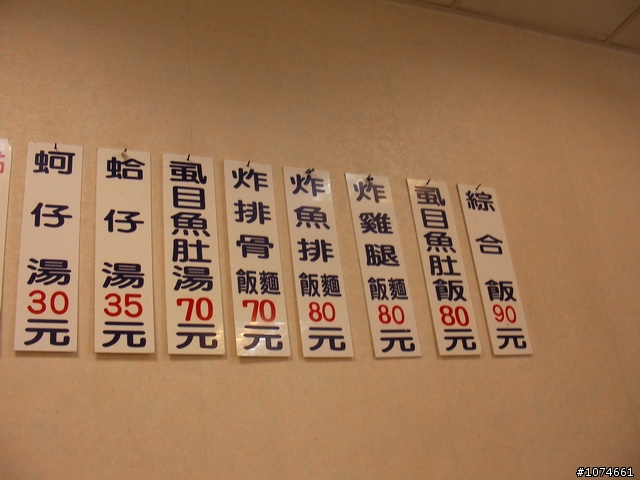 蚵仔湯30元
蛤仔湯35元
虱目魚肚湯70元
炸排骨飯麵70元
炸魚排飯麵80元
炸雞腿飯麵80元
虱目魚肚飯80元
綜合飯90元
#1074661